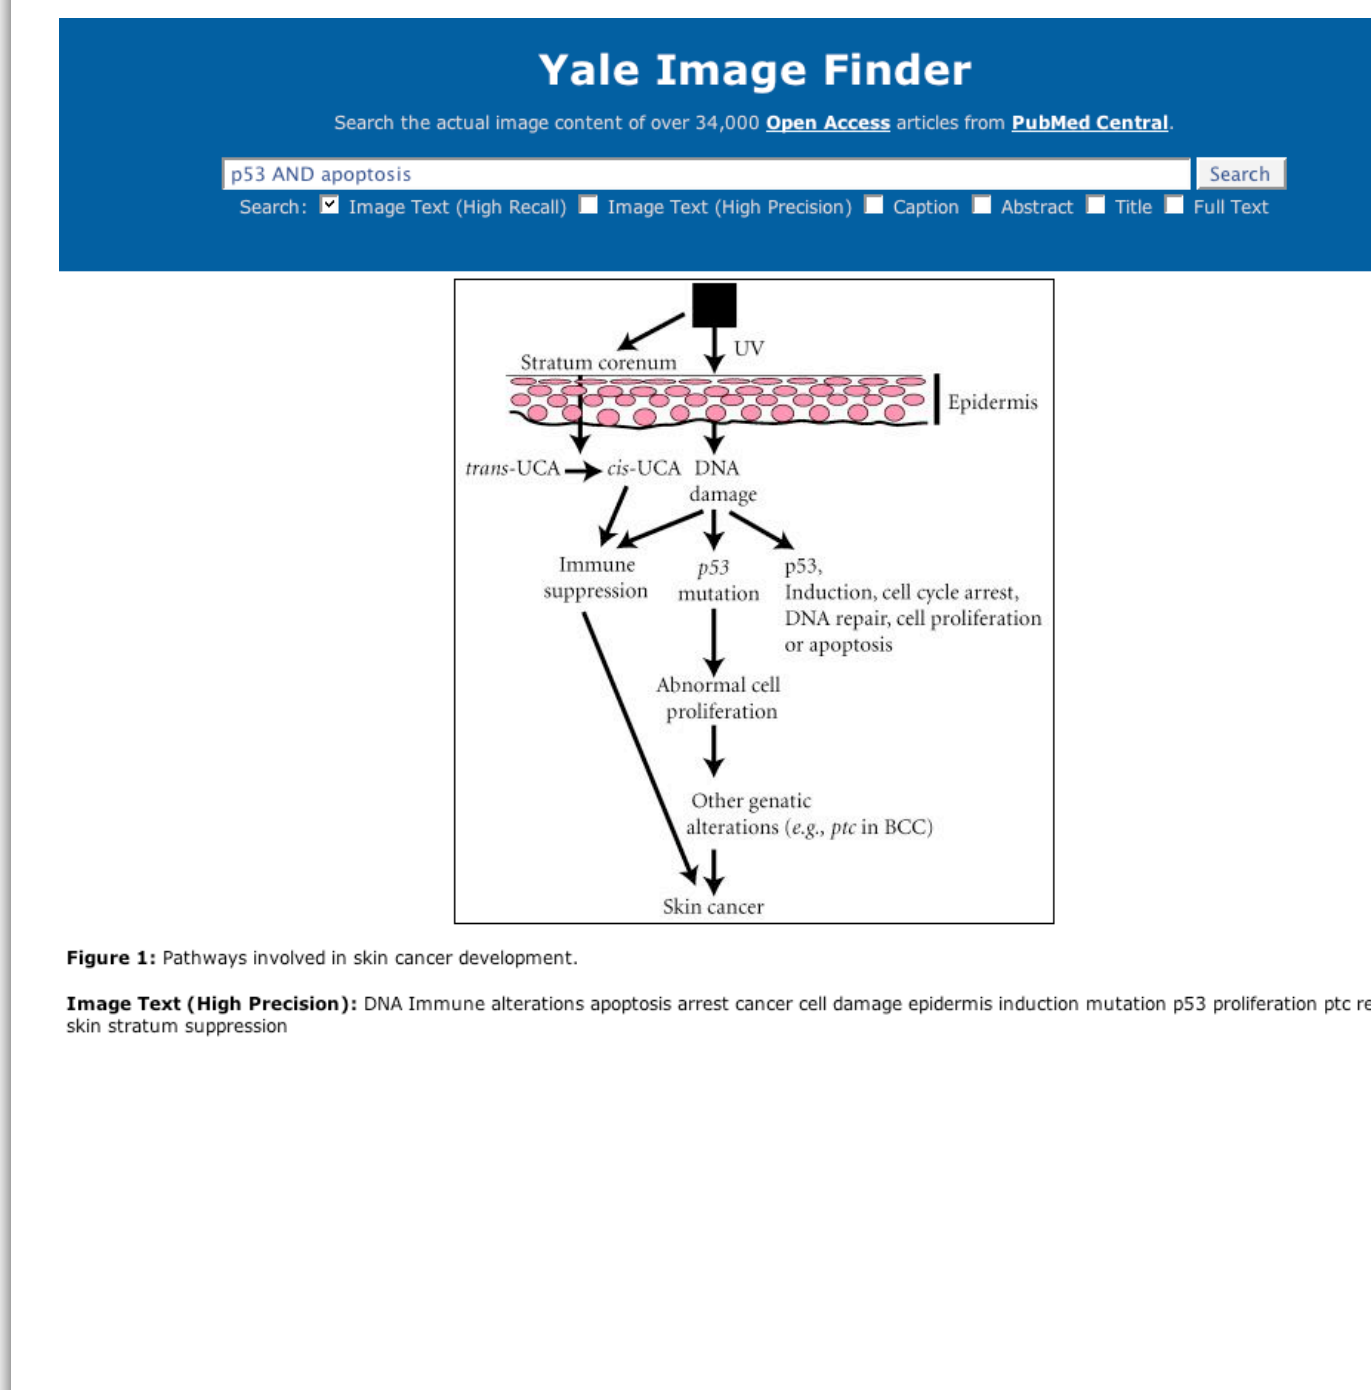 Yale Image Finder
Search the actual image content of over 34,000 Open Access articles from PubMed Central.
p53 AND apoptosis
Search
Search: Image Text (High Recall) Image Text (High Precision) Caption Abstract Title Full Text
UV
Stratum corenum
Epidermis
trans-UCA cis-UCA DNA
damage
Immune
suppression
p53
mutation
p53,
Induction, cell cycle arrest,
DNA repair, cell proliferation
or apoptosis
Abnormal cell
proliferation
Other genatic
alterations (e.g., ptc in BCC)
Skin cancer
Figure 1: Pathways involved in skin cancer development.
Image Text (High Precision): DNA Immune alterations apoptosis arrest cancer cell damage epidermis induction mutation p53 proliferation ptc
skin stratum suppression